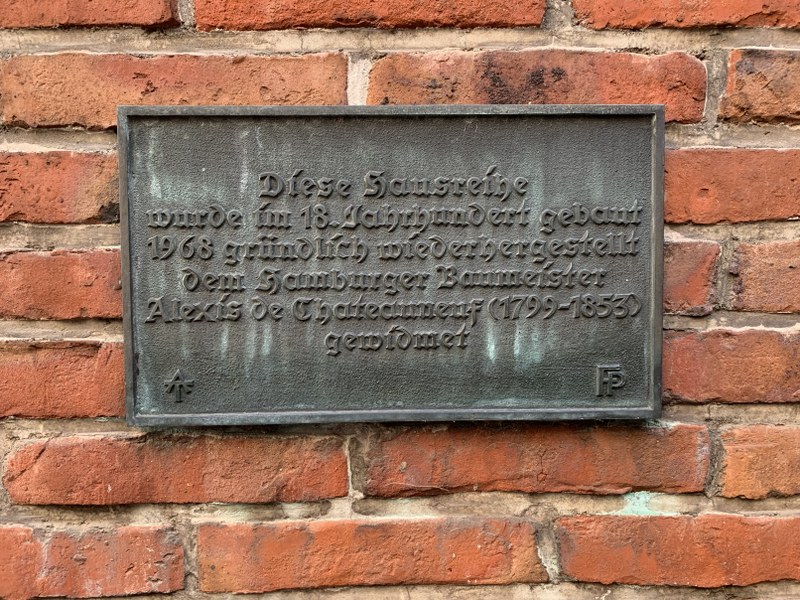 Diese Hausreihe
wurde im 18. Jahrhundert gebaut
1968 gründlich wiederhergestellt
dem Hamburger Baumeister
Alexis de Chateauneuf (1799-1853)
gewidmet
FP